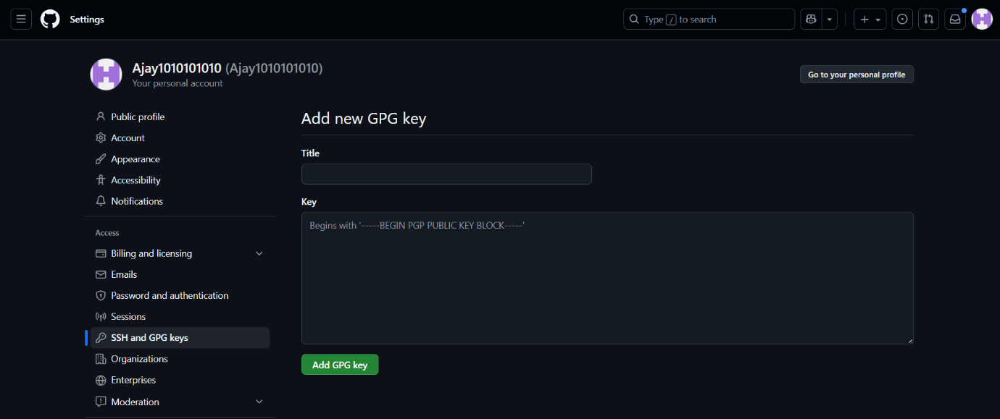 Settings
Type / to search
Ajay1010101010 (Ajay1010101010)
Your personal account
Go to your personal profile
Public profile
Account
Appearance
Accessibility
Notifications
Access
Billing and licensing
Emails
Password and authentication
Sessions
SSH and GPG keys
Organizations
Enterprises
Moderation
Add new GPG key
Title
Key
Begins with '-----BEGIN PGP PUBLIC KEY BLOCK-----'
Add GPG key